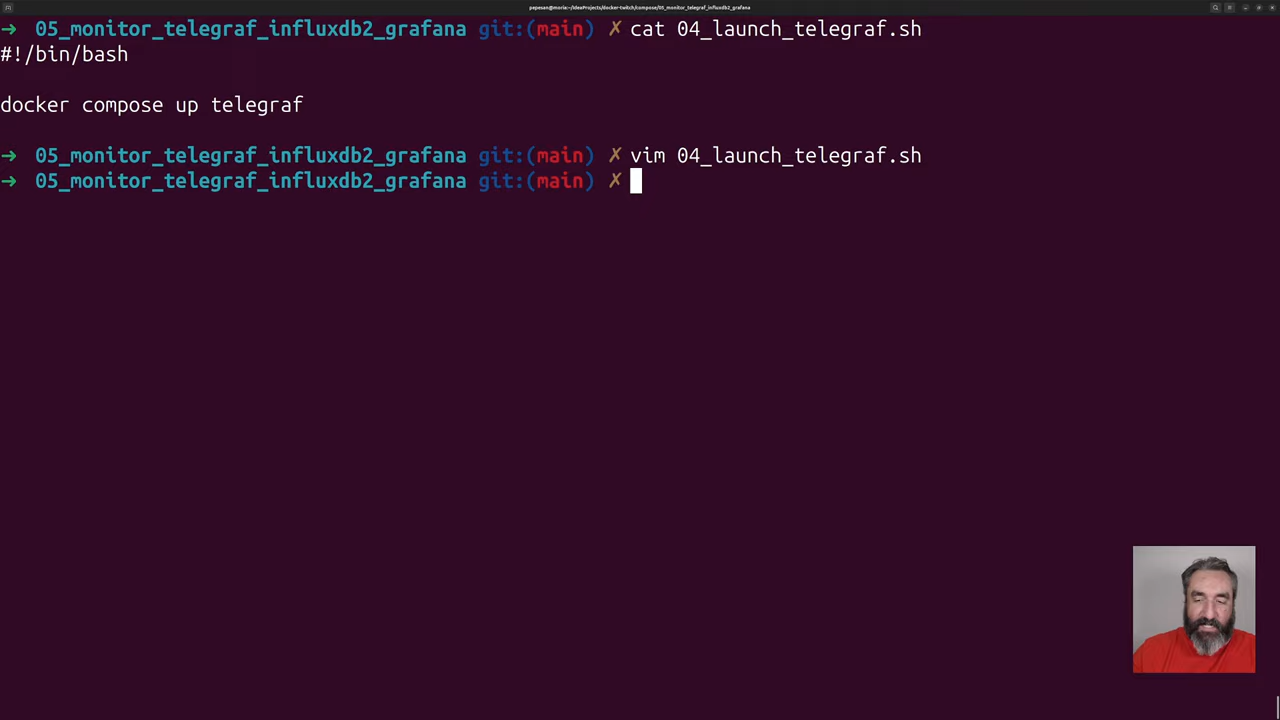 pepesan@moria:~/IdeaProjects/docker-twitch/compose/05_monitor_telegraf_influxdb2_grafana
➜ 05_monitor_telegraf_influxdb2_grafana git:(main) ✗ cat 04_launch_telegraf.sh
#!/bin/bash
docker compose up telegraf
➜ 05_monitor_telegraf_influxdb2_grafana git:(main) ✗ vim 04_launch_telegraf.sh
➜ 05_monitor_telegraf_influxdb2_grafana git:(main) ✗